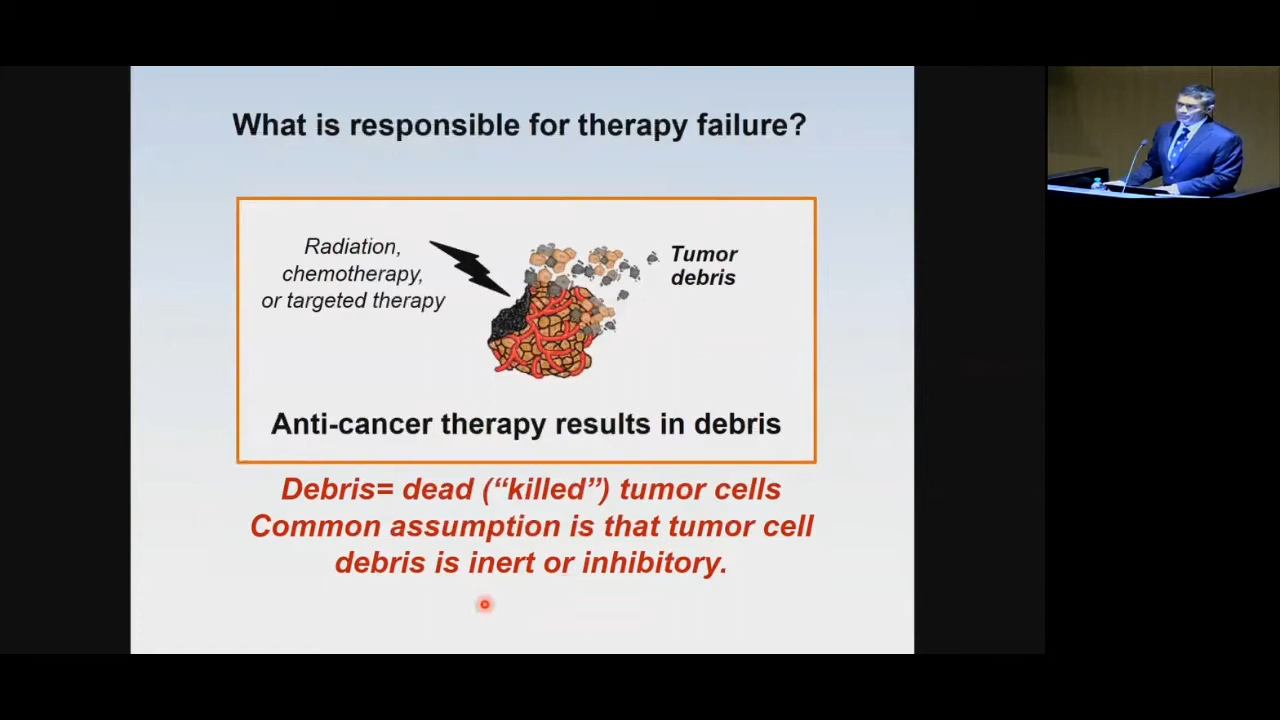 What is responsible for therapy failure?
Radiation,
chemotherapy,
or targeted therapy
Tumor
debris
Anti-cancer therapy results in debris
Debris= dead (“killed”) tumor cells
Common assumption is that tumor cell
debris is inert or inhibitory.